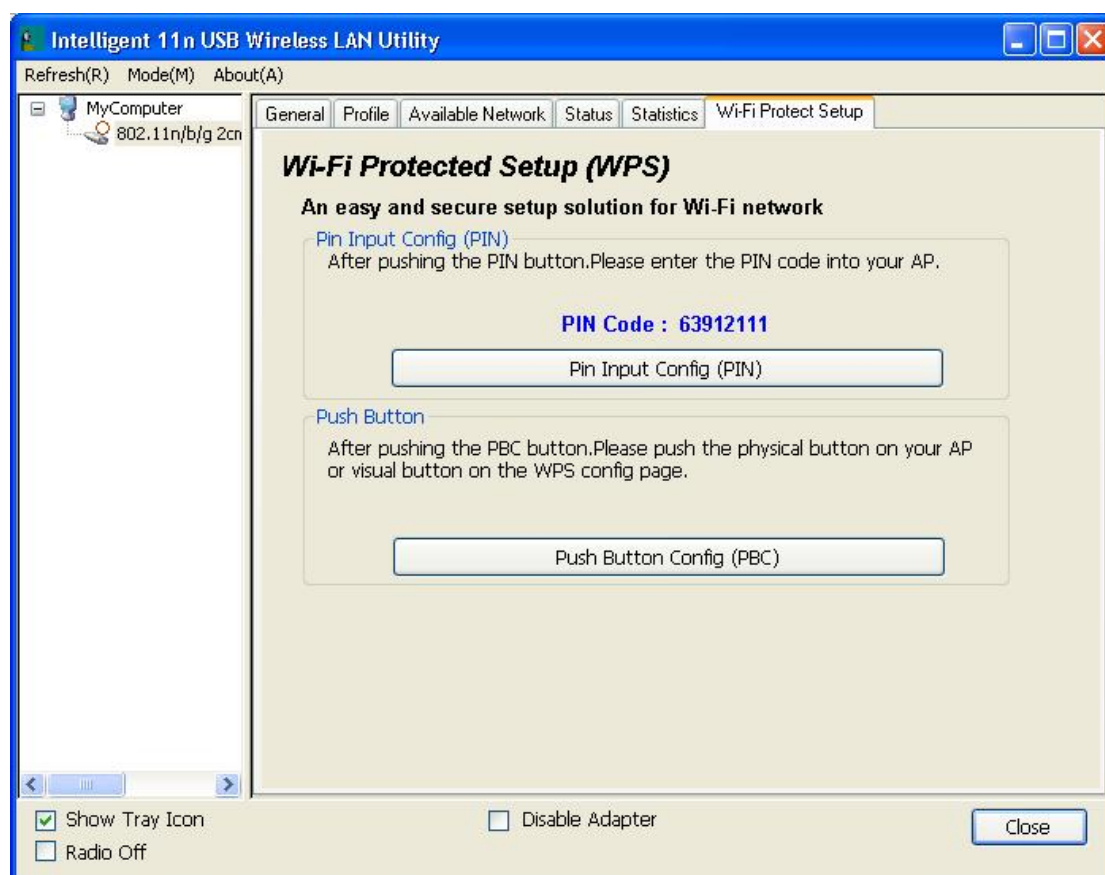 Intelligent 11n USB Wireless LAN Utility
Refresh(R) Mode(M) About(A)
MyComputer
802.11n/b/g 2cn
General Profile Available Network Status Statistics Wi-Fi Protect Setup
Wi-Fi Protected Setup (WPS)
An easy and secure setup solution for Wi-Fi network
Pin Input Config (PIN)
After pushing the PIN button.Please enter the PIN code into your AP.
PIN Code : 63912111
Pin Input Config (PIN)
Push Button
After pushing the PBC button.Please push the physical button on your AP
or visual button on the WPS config page.
Push Button Config (PBC)
Show Tray Icon
Radio Off
Disable Adapter
Close